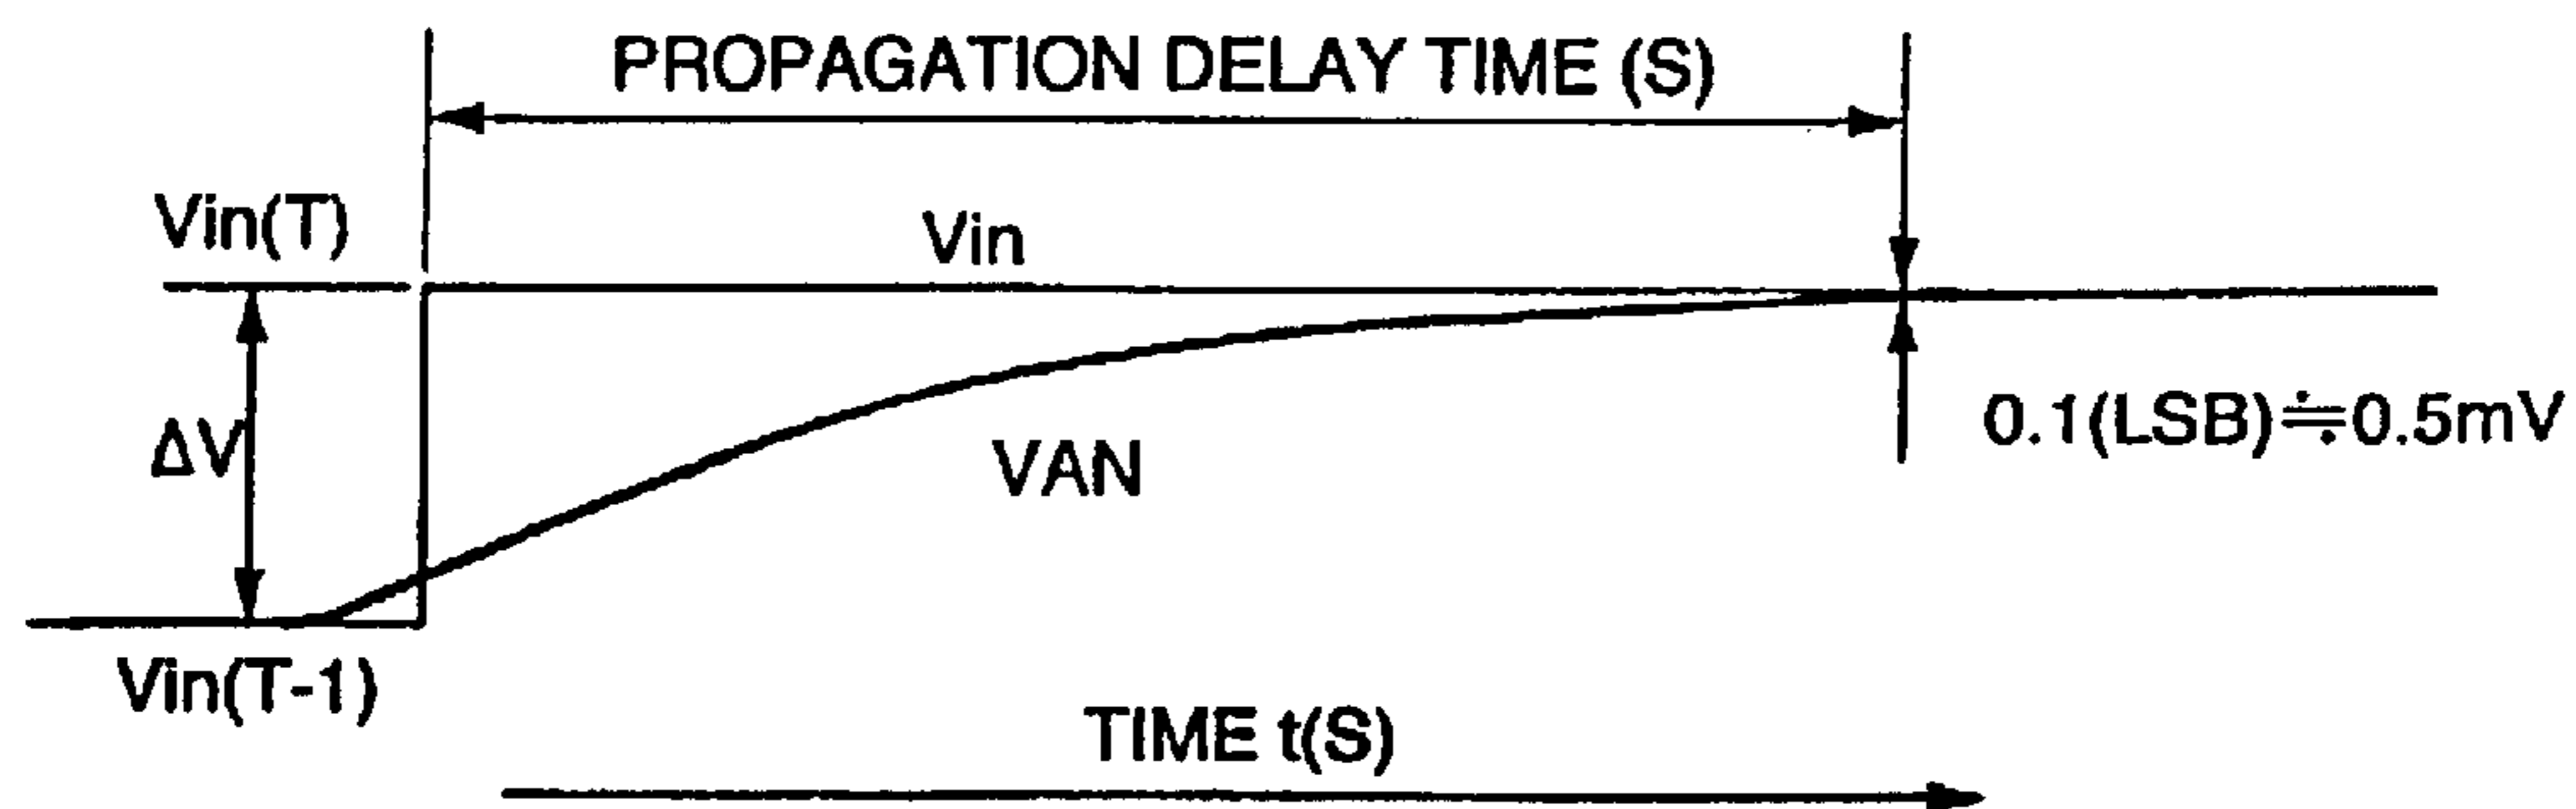 PROPAGATION DELAY TIME (S)
Vin(T)
Vin
ΔV
VAN
0.1(LSB)≒0.5mV
Vin(T-1)
TIME t(S)